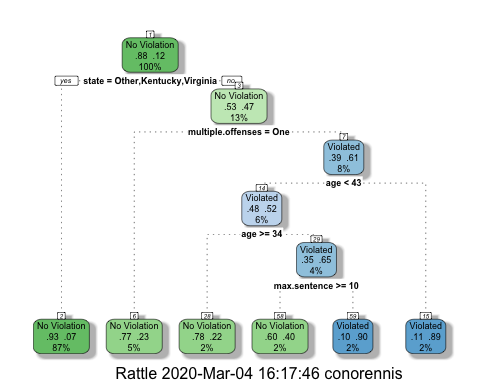 1
No Violation
.88 .12
100%
yes state = Other,Kentucky,Virginia no
3
No Violation
.53 .47
13%
multiple.offenses = One
7
Violated
.39 .61
8%
age < 43
14
Violated
.48 .52
6%
age >= 34
29
Violated
.35 .65
4%
max.sentence >= 10
2
No Violation
.93 .07
87%
6
No Violation
.77 .23
5%
28
No Violation
.78 .22
2%
58
No Violation
.60 .40
2%
59
Violated
.10 .90
2%
15
Violated
.11 .89
2%
Rattle 2020-Mar-04 16:17:46 conorennis